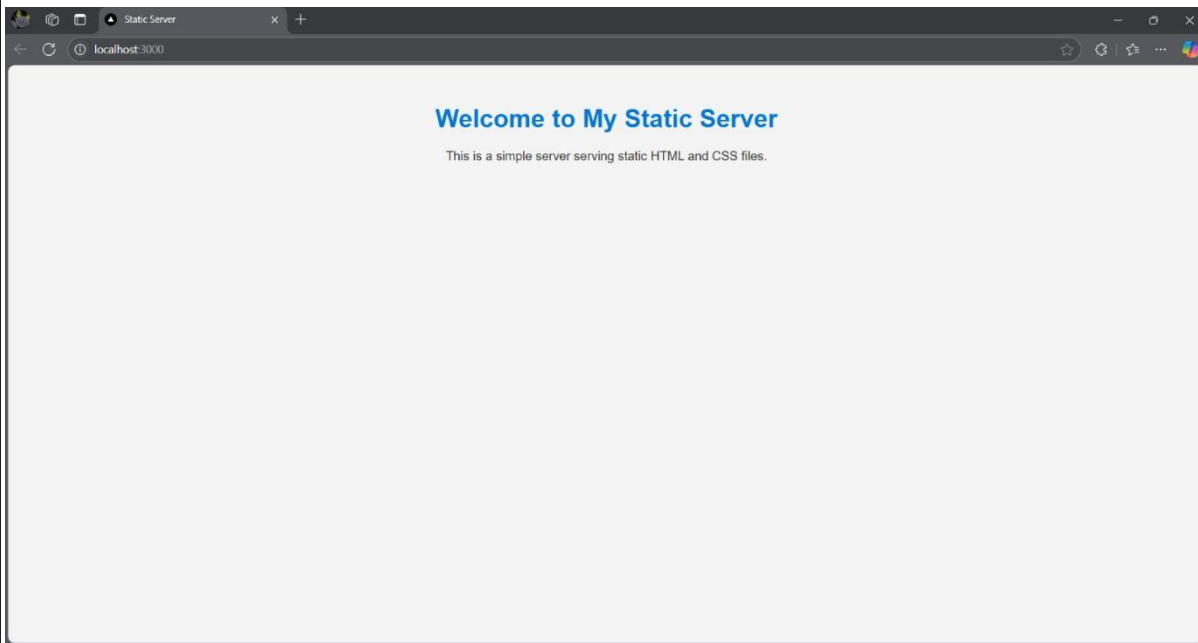 Static Server
localhost:3000
Welcome to My Static Server
This is a simple server serving static HTML and CSS files.